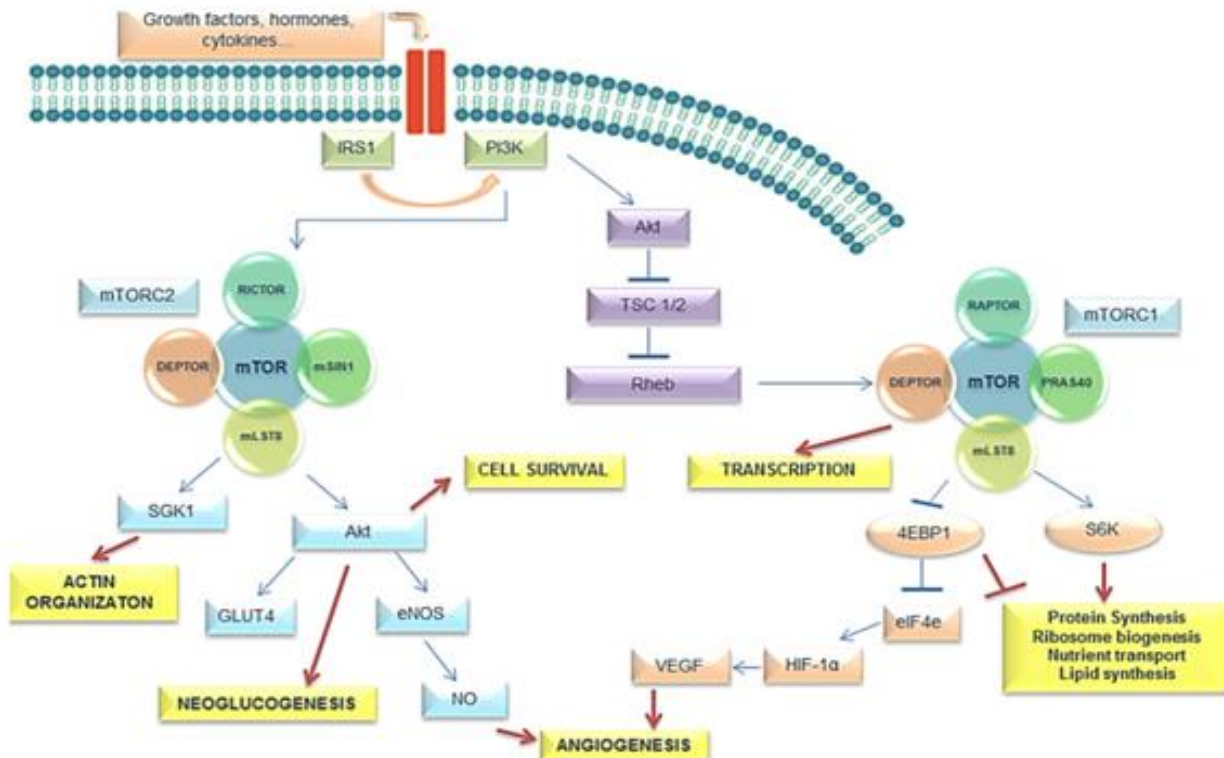 Growth factors, hormones,
cytokines....
IRS1
PI3K
Akt
mTORC2
RICTOR
TSC 1/2
RAPTOR
mTORC1
DEPTOR
mTOR
mSIN1
Rheb
DEPTOR
mTOR
PRAS40
mLST8
mLST8
CELL SURVIVAL
TRANSCRIPTION
SGK1
Akt
4EBP1
S6K
ACTIN
ORGANIZATON
GLUT4
eNOS
eIF4e
Protein Synthesis
Ribosome biogenesis
Nutrient transport
Lipid synthesis
VEGF
HIF-1α
NEOGLUCOGENESIS
NO
ANGIOGENESIS